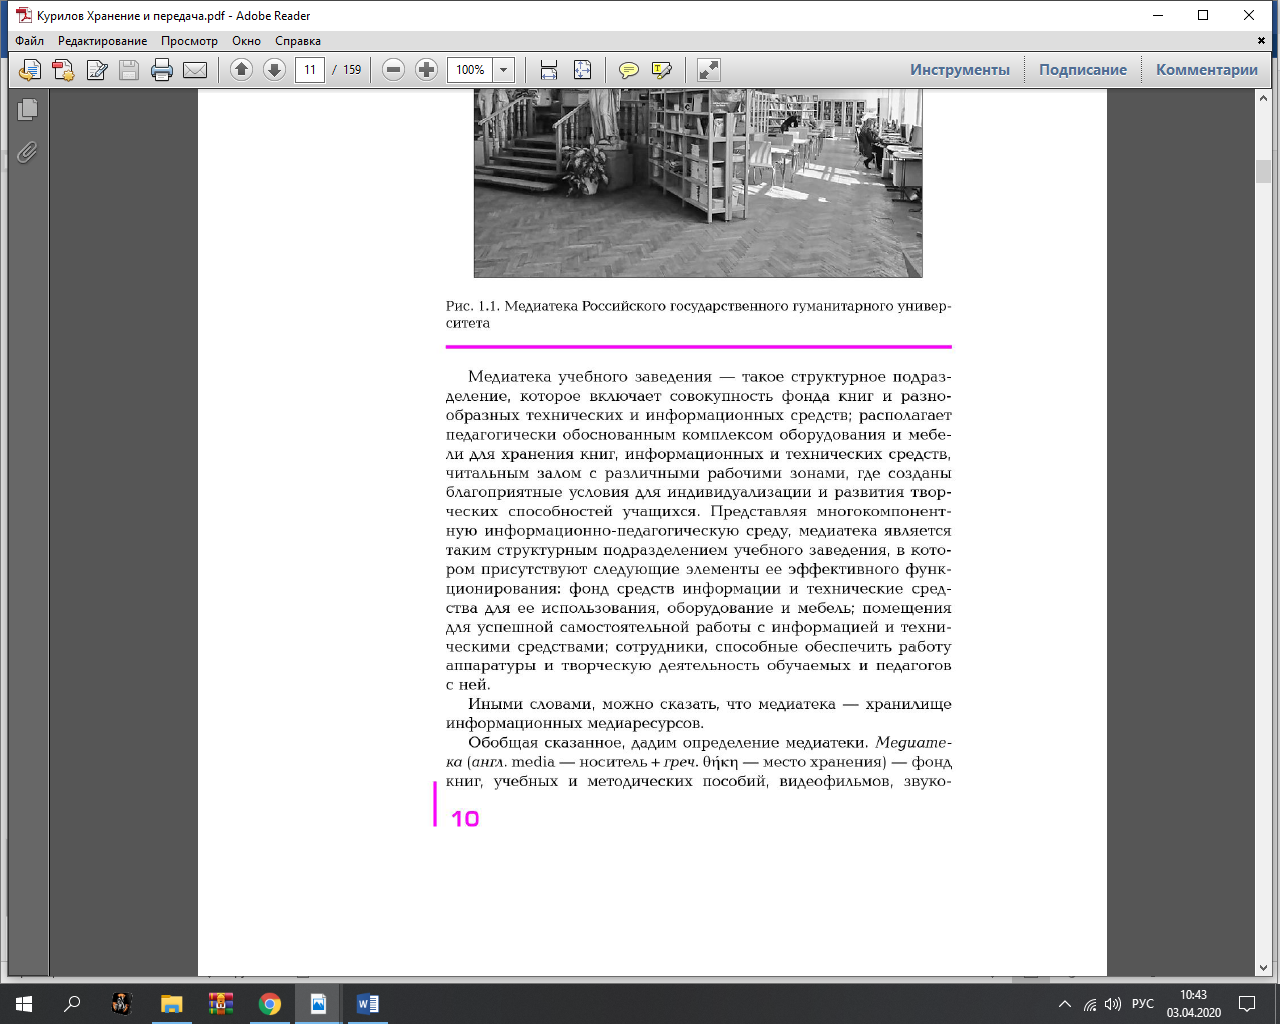 Курилов Хранение и передача.pdf - Adobe Reader
Файл Редактирование Просмотр Окно Справка
11 / 159 100% Инструменты Подписание Комментарии
Рис. 1.1. Медиатека Российского государственного гуманитарного универ-
ситета
Медиатека учебного заведения — такое структурное подраз-
деление, которое включает совокупность фонда книг и разно-
образных технических и информационных средств; располагает
педагогически обоснованным комплексом оборудования и мебе-
ли для хранения книг, информационных и технических средств,
читальным залом с различными рабочими зонами, где созданы
благоприятные условия для индивидуализации и развития твор-
ческих способностей учащихся. Представляя многокомпонент-
ную информационно-педагогическую среду, медиатека является
таким структурным подразделением учебного заведения, в кото-
ром присутствуют следующие элементы ее эффективного функ-
ционирования: фонд средств информации и технические сред-
ства для ее использования, оборудование и мебель; помещения
для успешной самостоятельной работы с информацией и техни-
ческими средствами; сотрудники, способные обеспечить работу
аппаратуры и творческую деятельность обучаемых и педагогов
с ней.
Иными словами, можно сказать, что медиатека — хранилище
информационных медиаресурсов.
Обобщая сказанное, дадим определение медиатеки. Медиате-
ка (англ. media — носитель + греч. θήκη — место хранения) — фонд
книг, учебных и методических пособий, видеофильмов, звуко-
10
РУС
10:43
03.04.2020